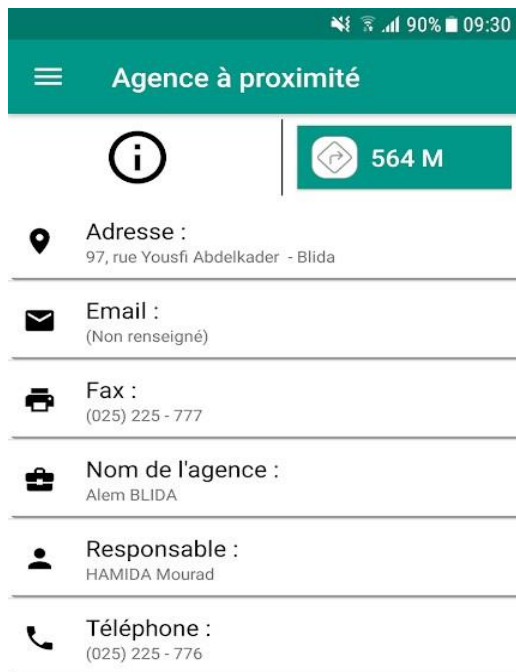 90% 09:30
Agence à proximité
564 M
Adresse :
97, rue Yousfi Abdelkader - Blida
Email :
(Non renseigné)
Fax :
(025) 225 - 777
Nom de l'agence :
Alem BLIDA
Responsable :
HAMIDA Mourad
Téléphone :
(025) 225 - 776